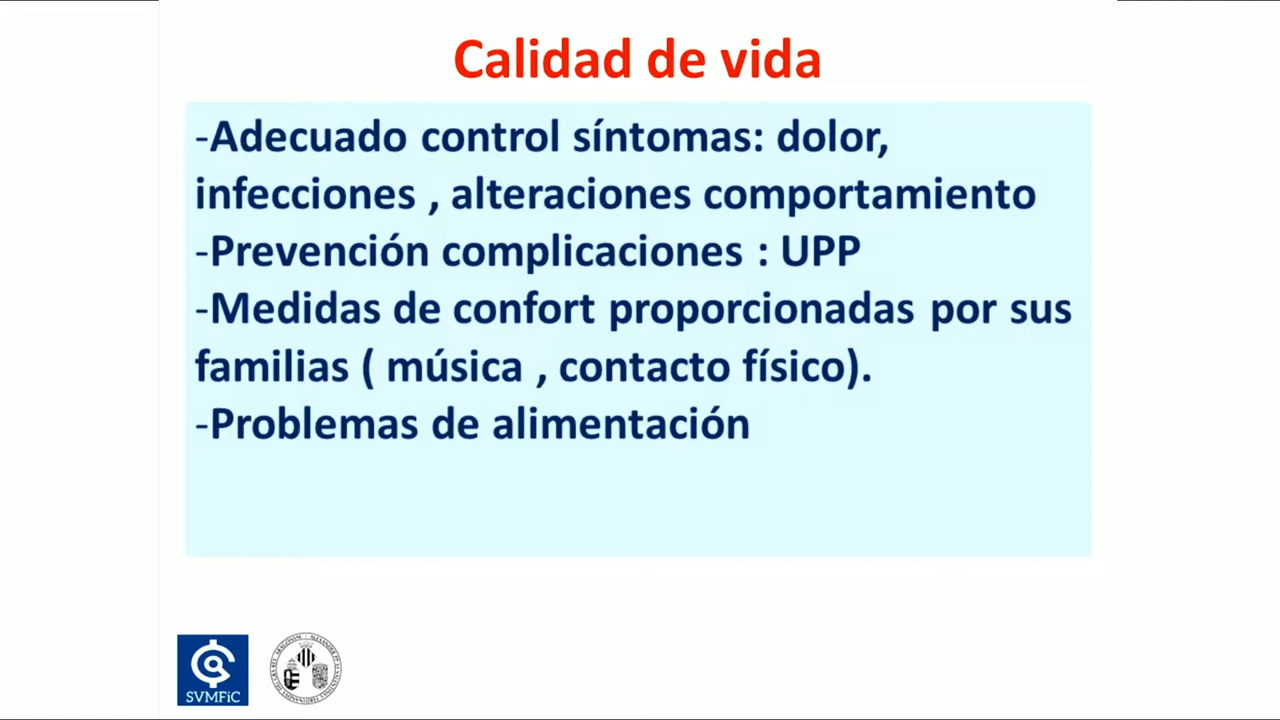 Calidad de vida
-Adecuado control síntomas: dolor,
infecciones , alteraciones comportamiento
-Prevención complicaciones : UPP
-Medidas de confort proporcionadas por sus
familias ( música , contacto físico).
-Problemas de alimentación
SVMFiC